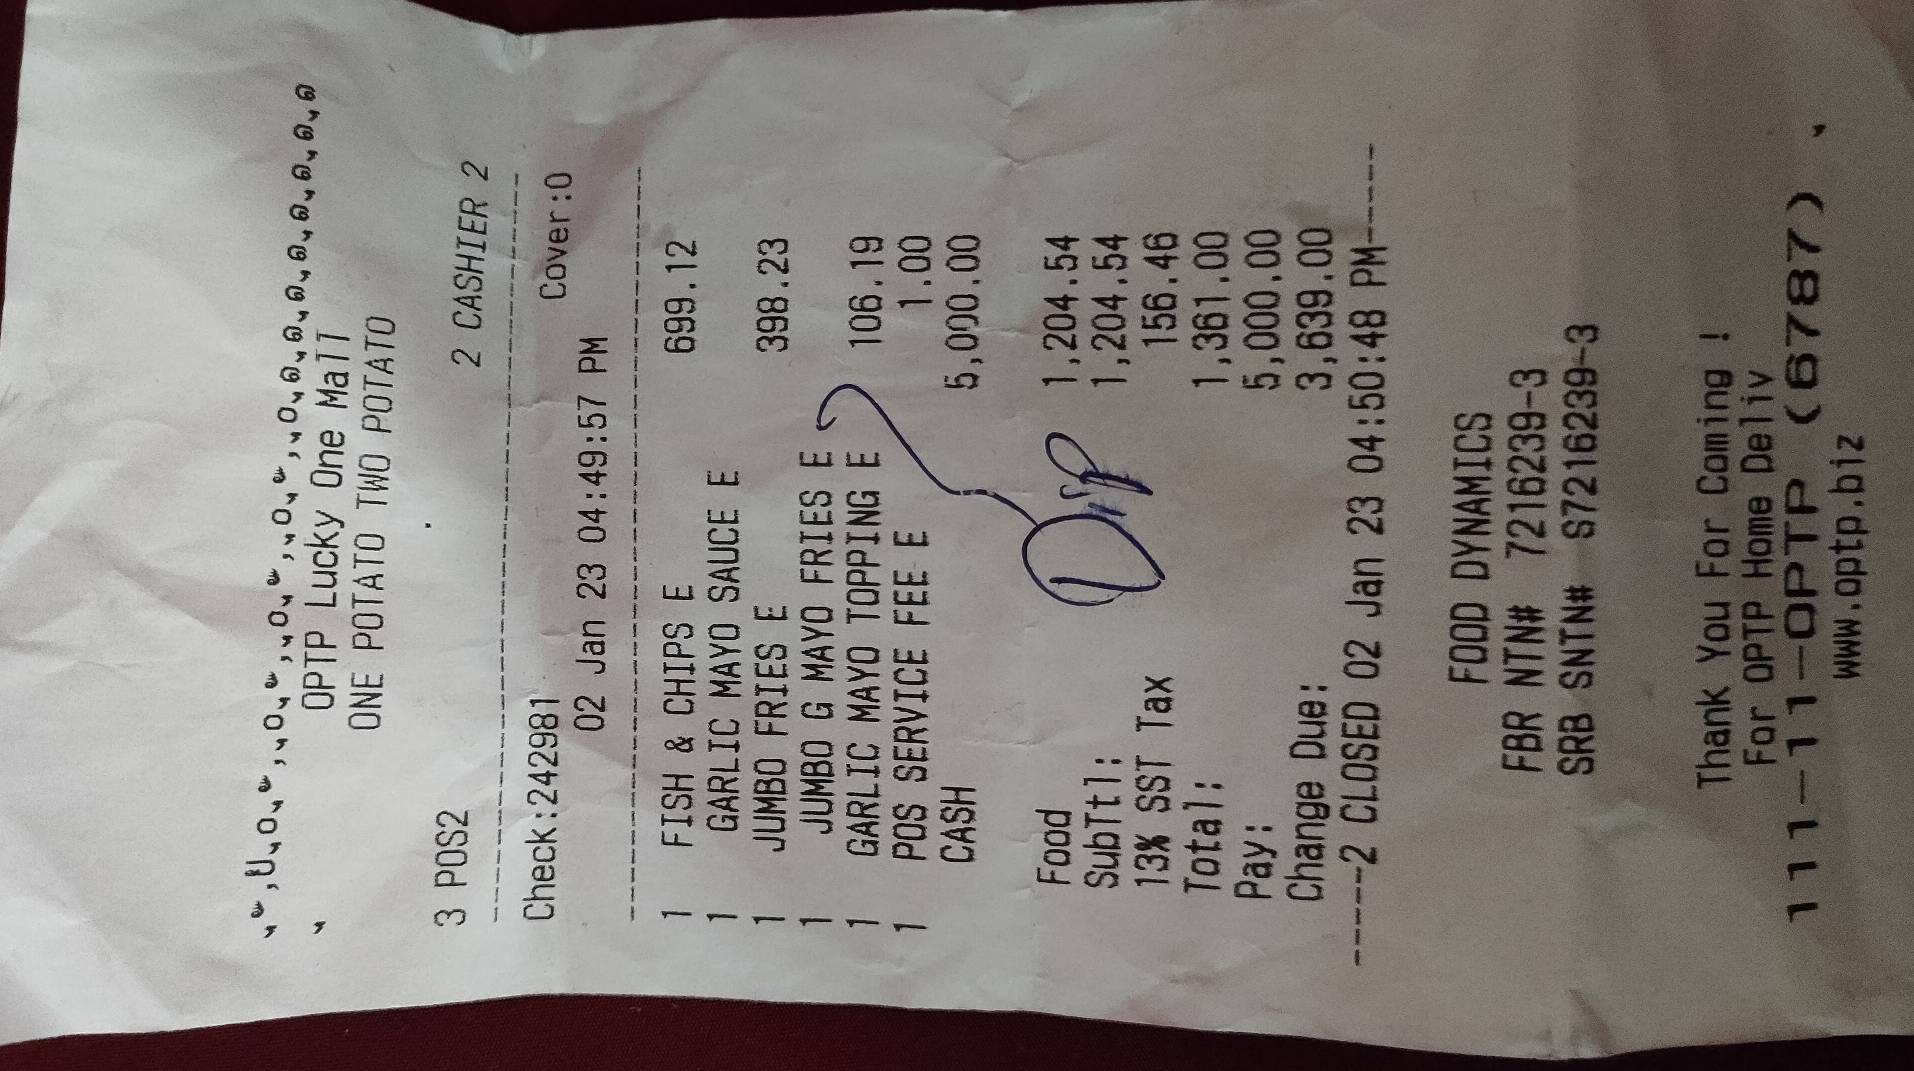 OPTP Lucky One Mall
ONE POTATO TWO POTATO
3 POS2 2 CASHIER 2
Check:242981 Cover:0
02 Jan 23 04:49:57 PM
1 FISH & CHIPS E 699.12
1 GARLIC MAYO SAUCE E
1 JUMBO FRIES E 398.23
1 JUMBO G MAYO FRIES E
1 GARLIC MAYO TOPPING E 106.19
1 POS SERVICE FEE E 1.00
CASH 5,000.00
Dip
Food 1,204.54
SubTtl: 1,204.54
13% SST Tax 156.46
Total: 1,361.00
Pay: 5,000.00
Change Due: 3,639.00
-----2 CLOSED 02 Jan 23 04:50:48 PM-----
FOOD DYNAMICS
FBR NTN# 7216239-3
SRB SNTN# S7216239-3
Thank You For Coming !
For OPTP Home Deliv
111-11-OPTP (6787)
www.optp.biz